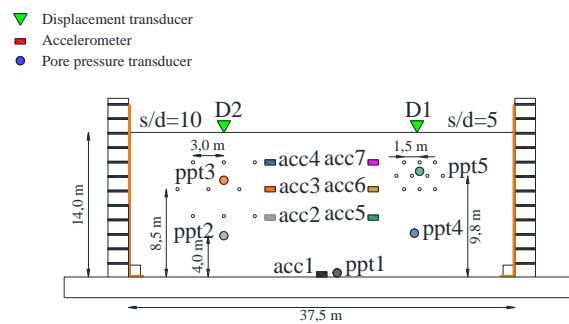 Displacement transducer
Accelerometer
Pore pressure transducer
s/d=10 D2 D1 s/d=5
3,0 m 1,5 m
acc4 acc7
ppt3 ppt5
acc3 acc6
14,0 m
8,5 m
acc2 acc5
ppt2 ppt4
4,0 m
9,8 m
acc1 ppt1
37,5 m